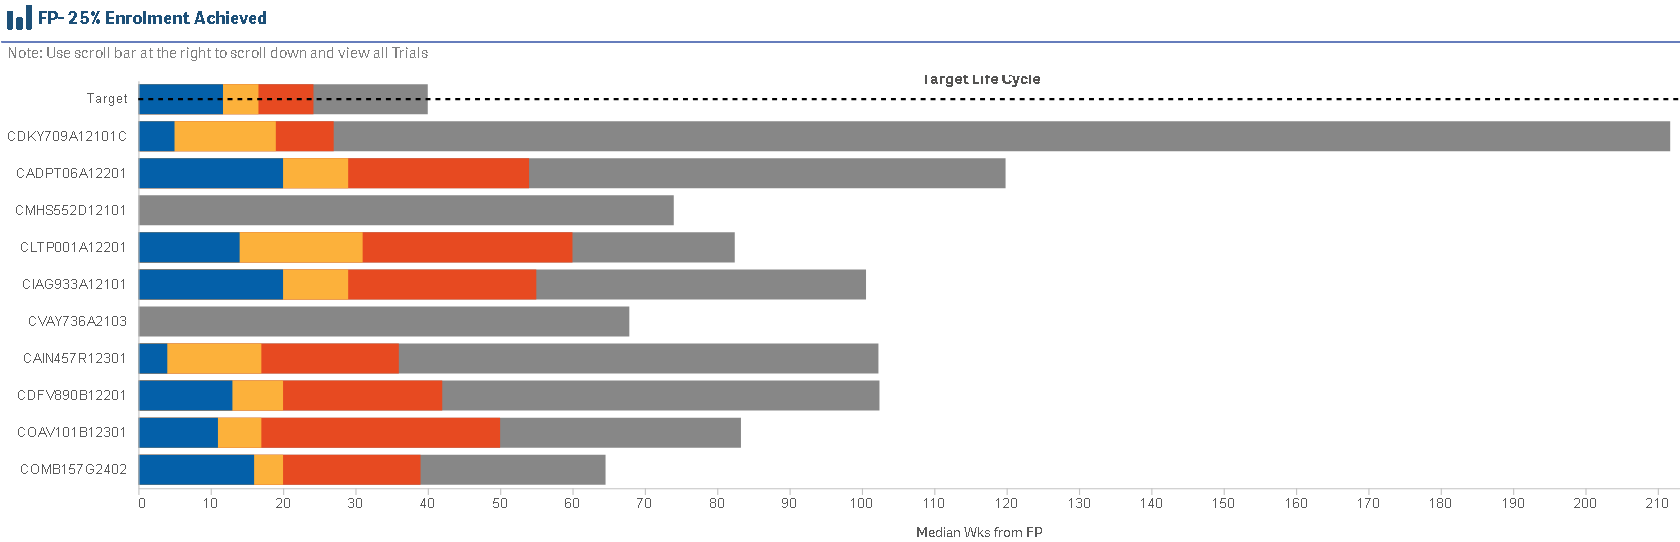 FP- 25% Enrolment Achieved
Note: Use scroll bar at the right to scroll down and view all Trials
Target Life Cycle
Target
CDKY709A12101C
CADPT06A12201
CMHS552D12101
CLTP001A12201
CIAG933A12101
CVAY736A2103
CAIN457R12301
CDFV890B12201
COAV101B12301
COMB157G2402
0 10 20 30 40 50 60 70 80 90 100 110 120 130 140 150 160 170 180 190 200 210
Median Wks from FP